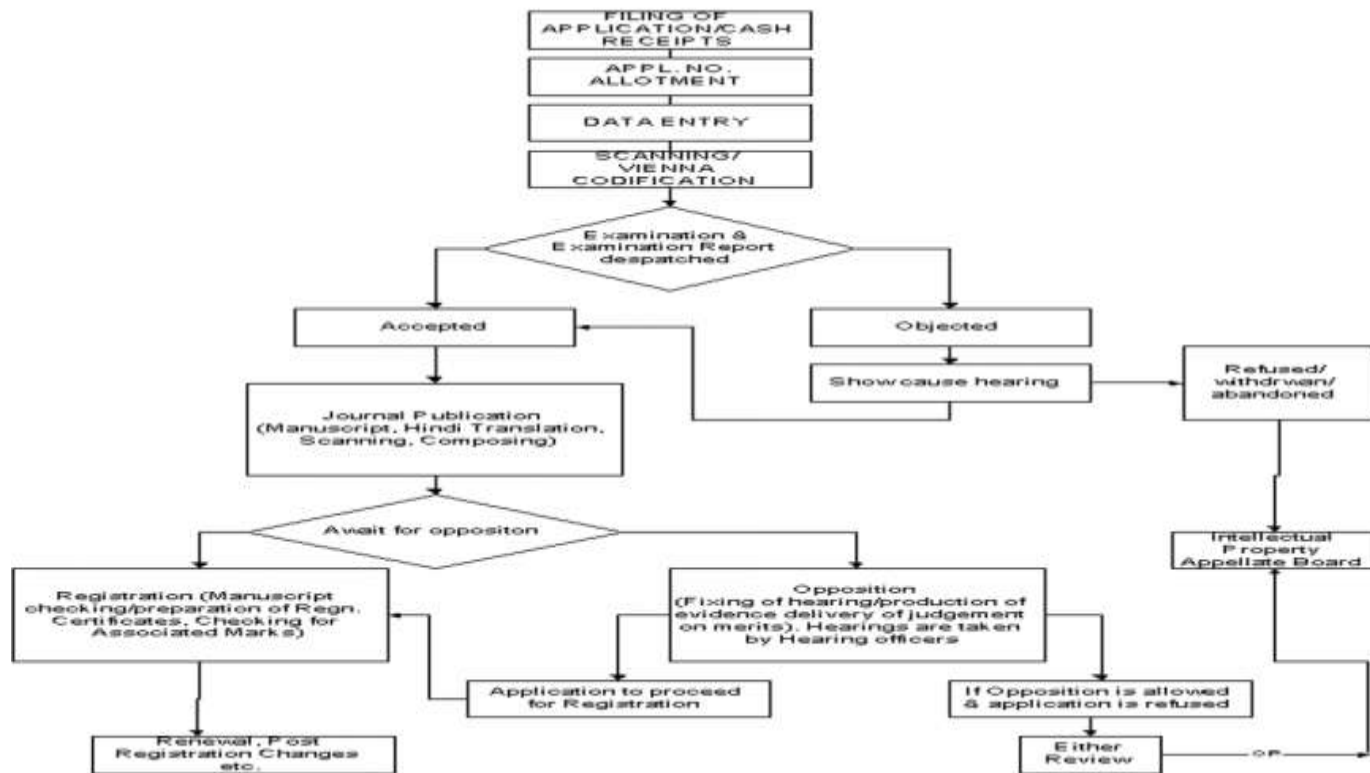 FILING OF
APPLICATION/CASH
RECEIPTS
APPL. NO.
ALLOTMENT
DATA ENTRY
SCANNING/
VIENNA
CODIFICATION
Examination &
Examination Report
despatched
Accepted
Objected
Showcause hearing
Refused/
withdrwan/
abandoned
Journal Publication
(Manuscript, Hindi Translation,
Scanning, Composing)
Await for oppositon
Intellectual
Property
Appellate Board
Registration (Manuscript
checking/preparation of Regn.
Certificates, Checking for
Associated Marks)
Opposition
(Fixing of hearing/production of
evidence delivery of judgement
on merits). Hearings are taken
by Hearing officers
Application to proceed
for Registration
If Opposition is allowed
& application is refused
Renewal, Post
Registration Changes
etc.
Either
Review
OR